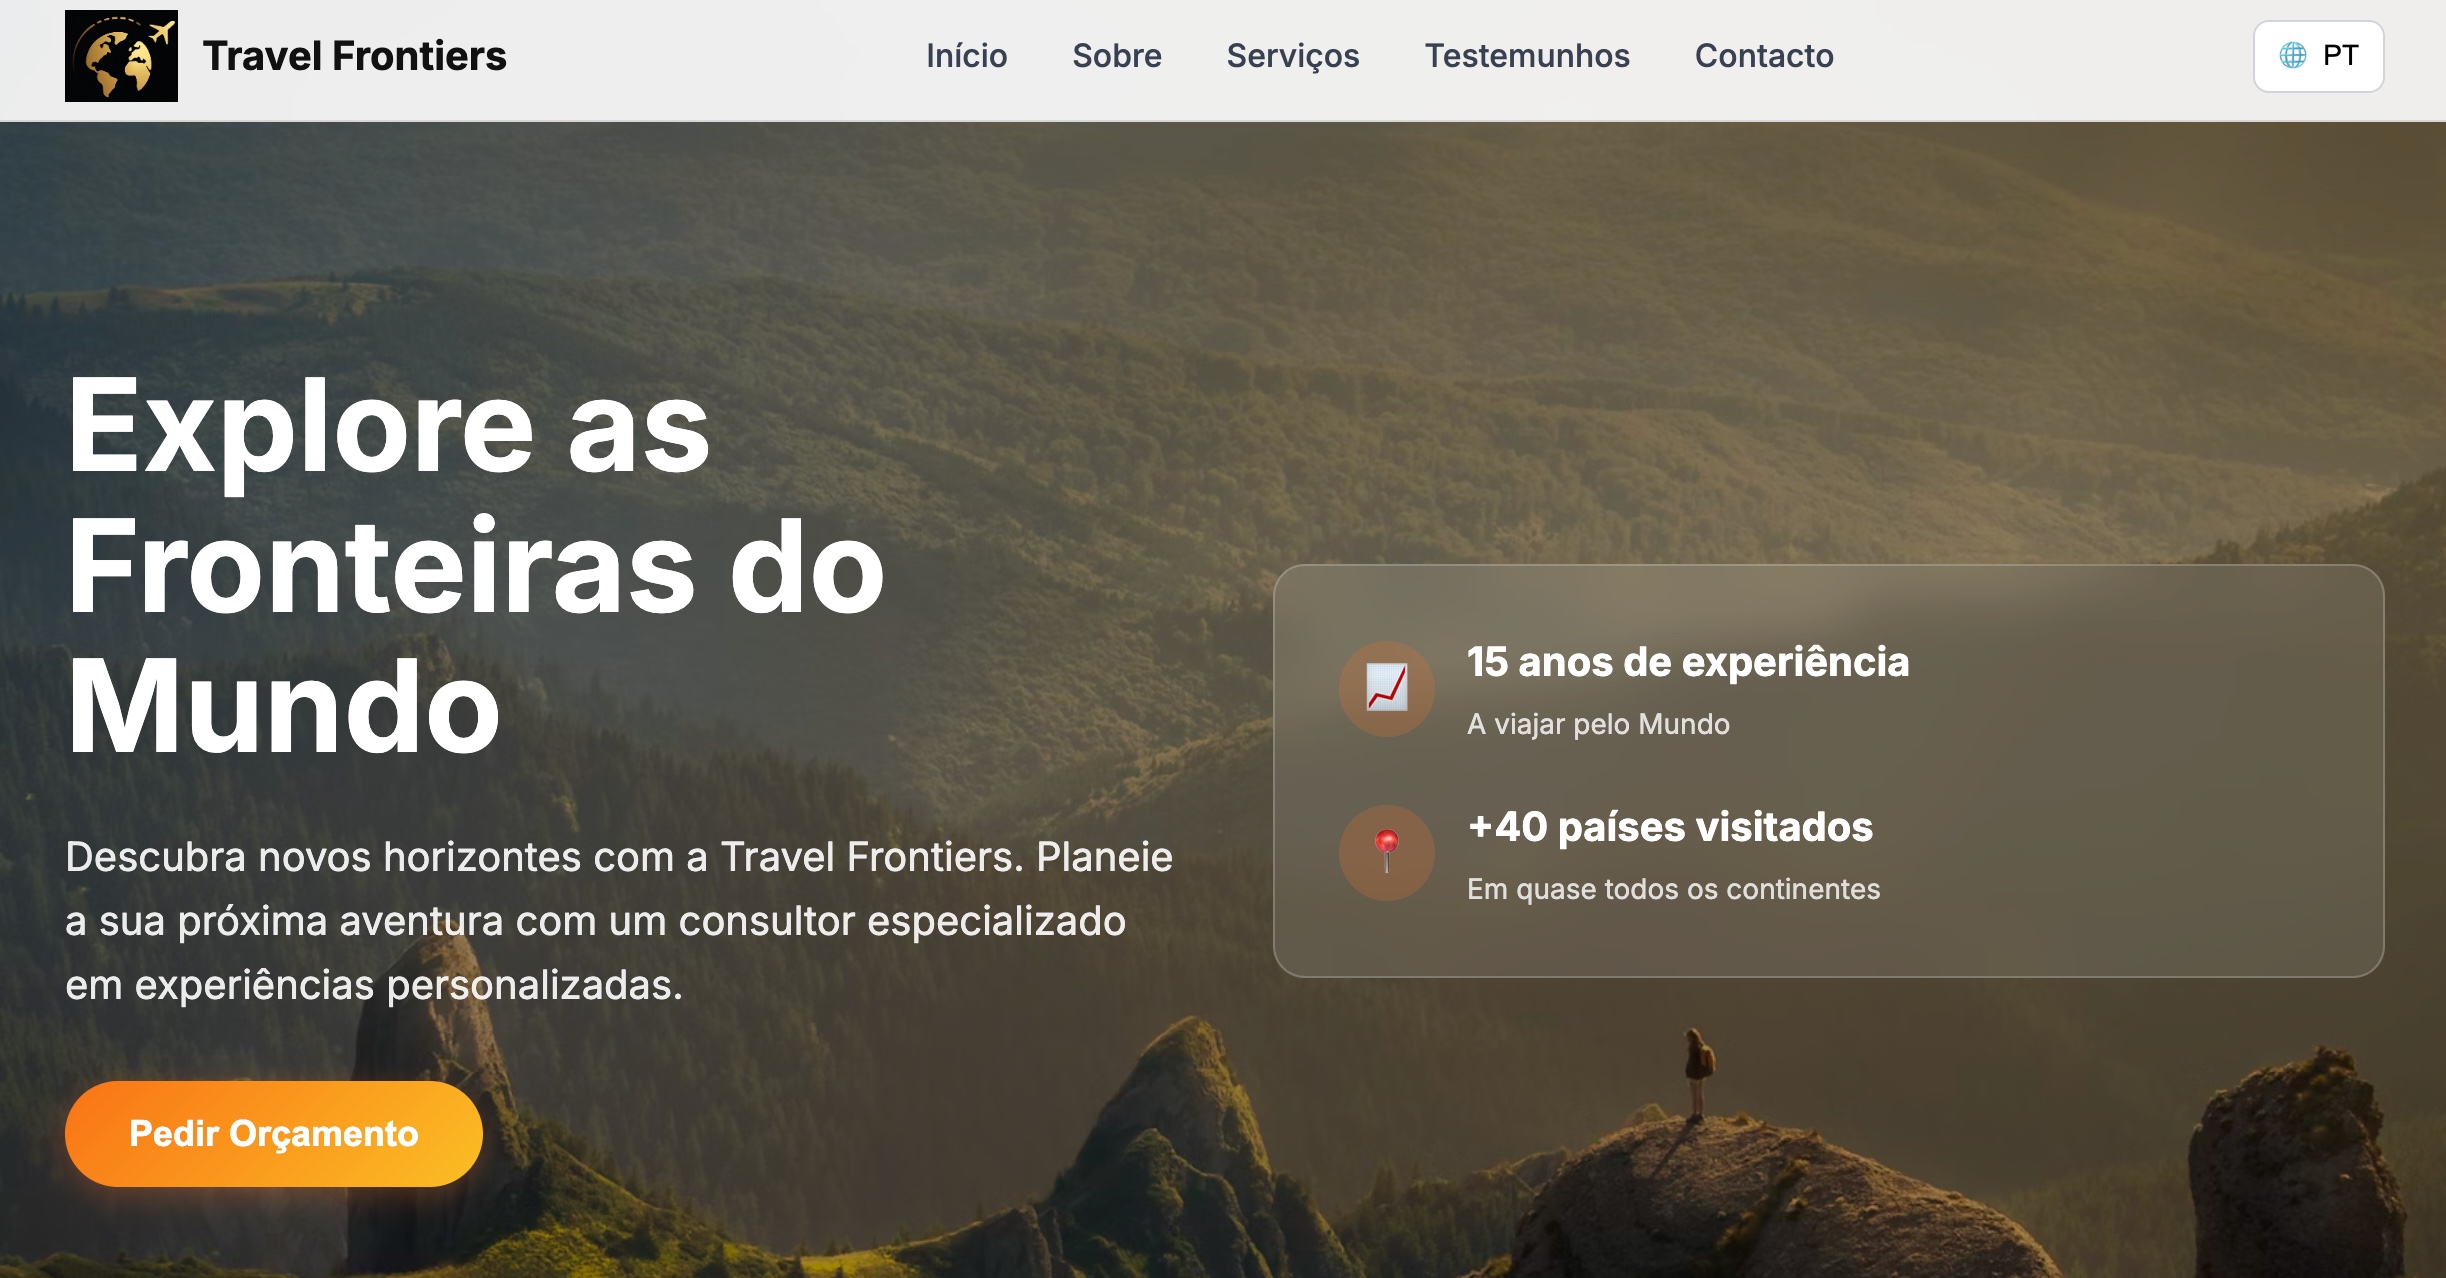 Travel Frontiers
Início
Sobre
Serviços
Testemunhos
Contacto
PT
Explore as
Fronteiras do
Mundo
Descubra novos horizontes com a Travel Frontiers. Planeie
a sua próxima aventura com um consultor especializado
em experiências personalizadas.
Pedir Orçamento
15 anos de experiência
A viajar pelo Mundo
+40 países visitados
Em quase todos os continentes